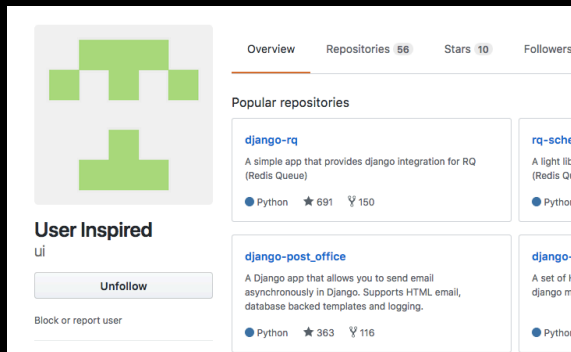 Overview Repositories 56 Stars 10 Followers
Popular repositories
django-rq
A simple app that provides django integration for RQ
(Redis Queue)
Python 691 150
rq-sche
A light lib
(Redis Qu
Pytho
django-post_office
A Django app that allows you to send email
asynchronously in Django. Supports HTML email,
database backed templates and logging.
Python 363 116
django-
A set of h
django m
Pytho
User Inspired
ui
Unfollow
Block or report user